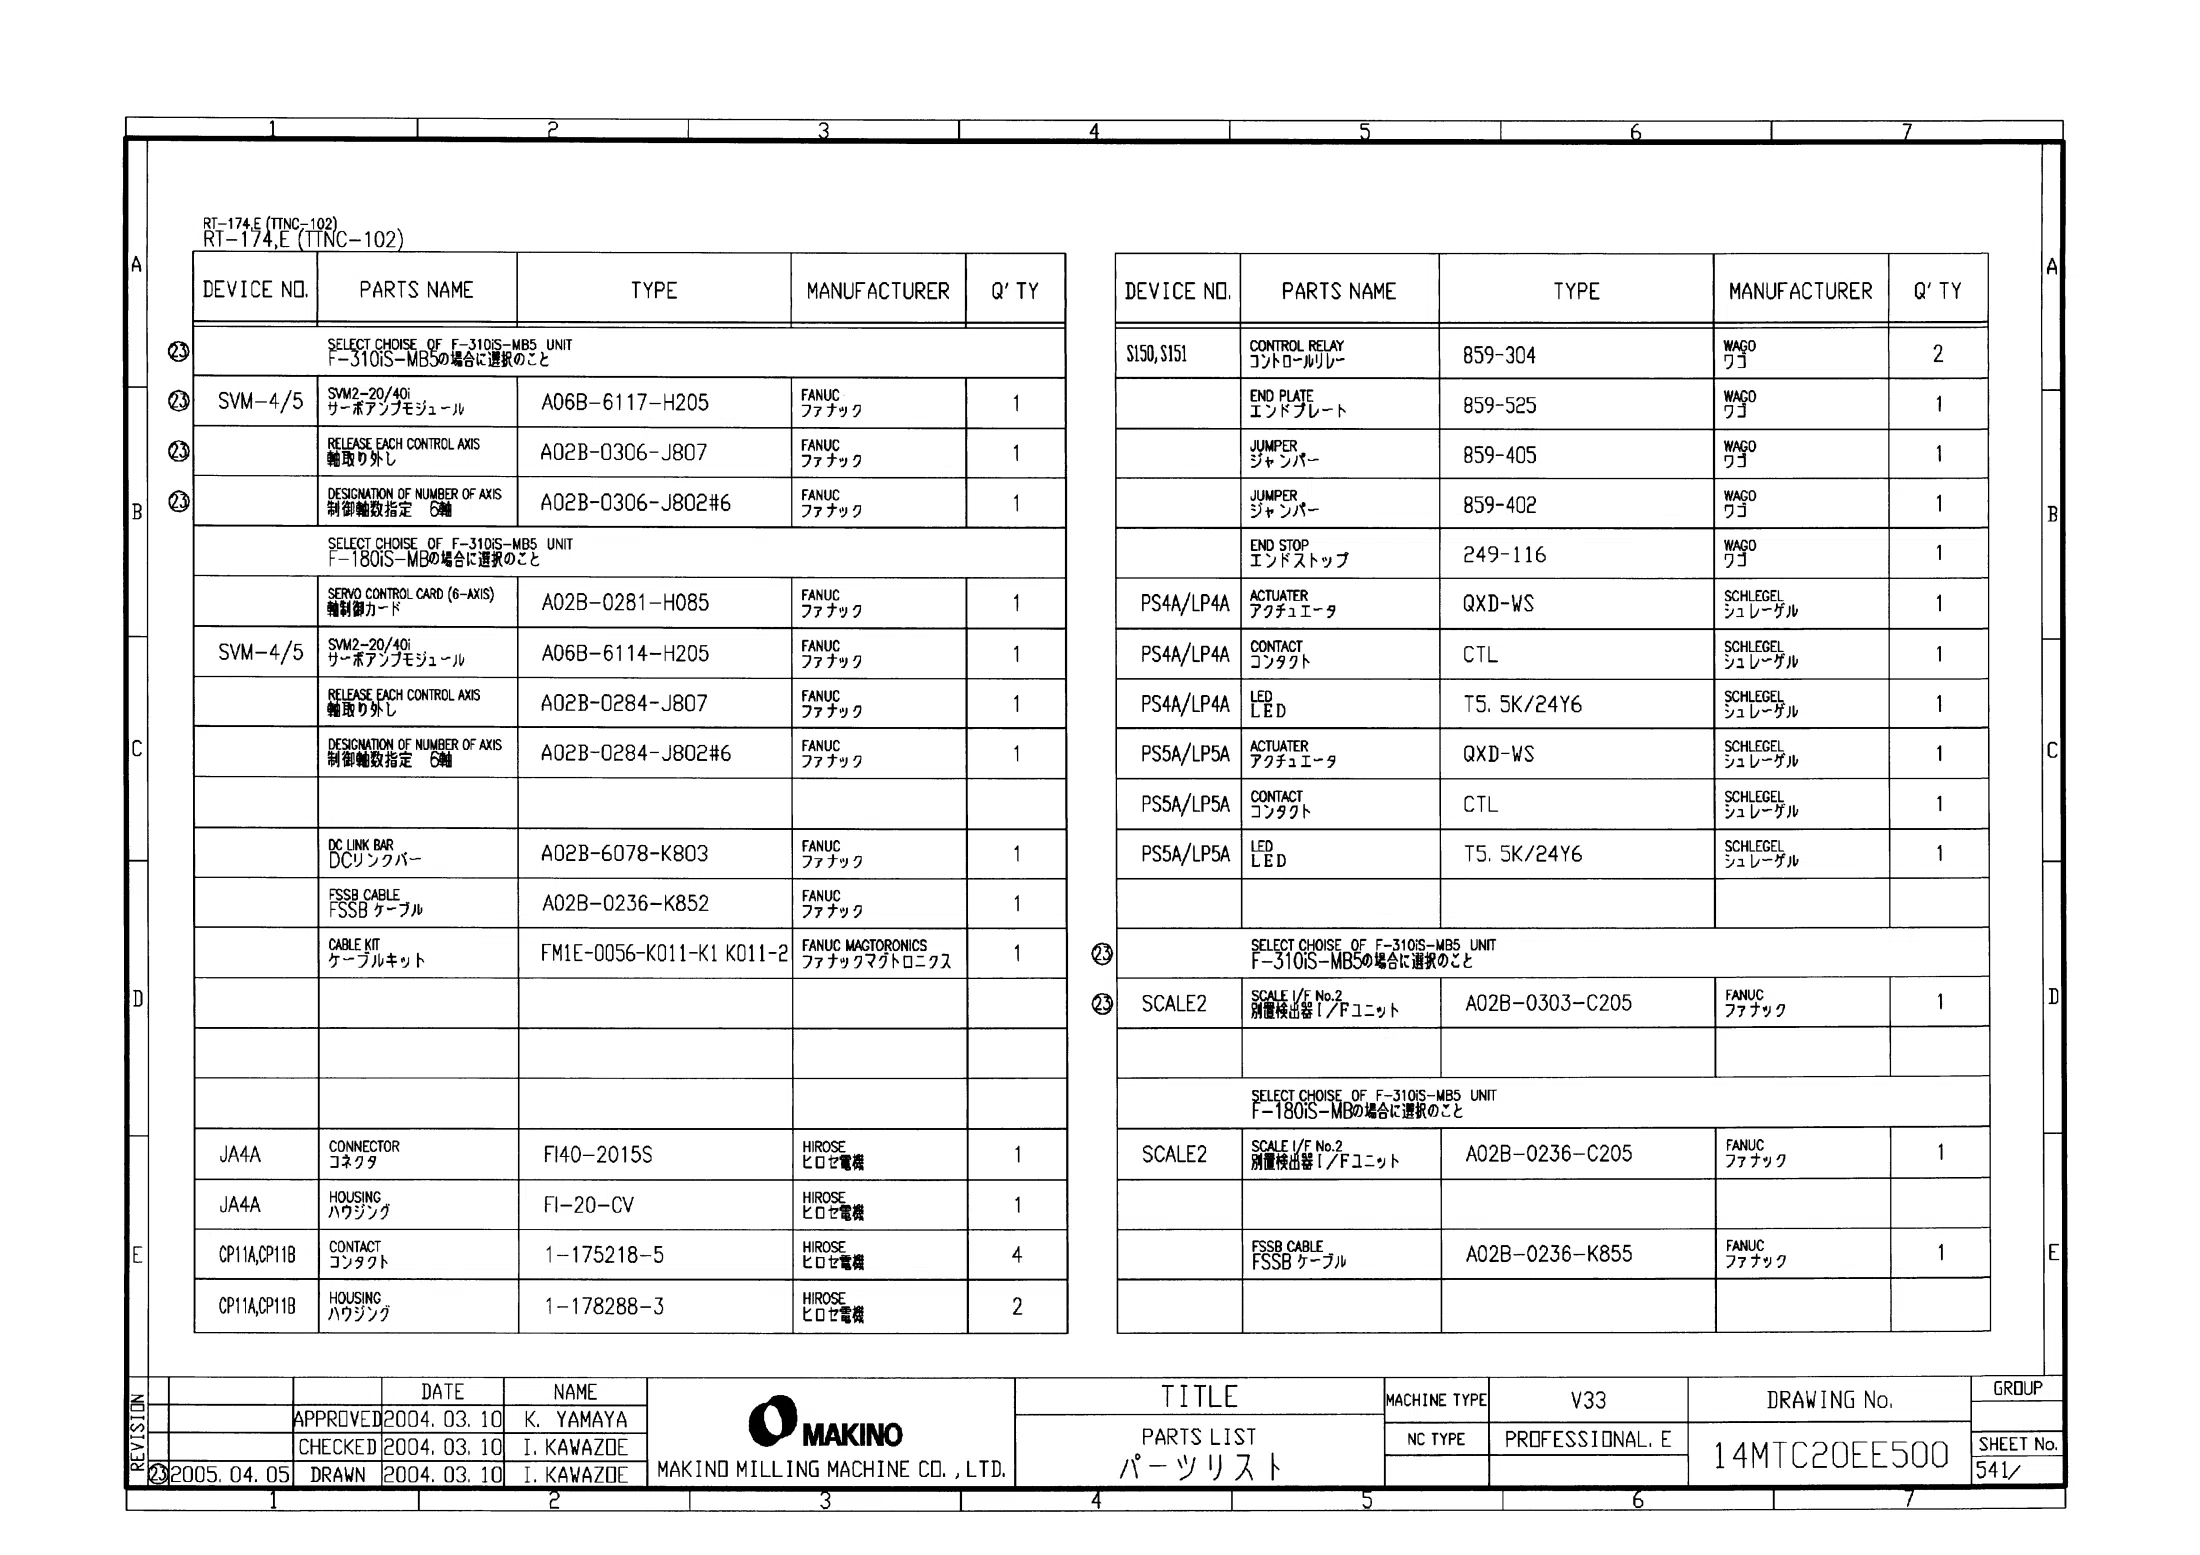 1 2 3 4 5 6 7
RT-174,E (TTNC-102)
RT-174,E (TTNC-102)
A
B
C
D
E
DEVICE NO. PARTS NAME TYPE MANUFACTURER Q' TY
㉓ SELECT CHOISE OF F-310iS-MB5 UNIT
F-310iS-MB5の場合に選択のこと
㉓ SVM-4/5 SVM2-20/40i A06B-6117-H205 FANUC 1
サーボアンプモジュール ファナック
㉓ RELEASE EACH CONTROL AXIS A02B-0306-J807 FANUC 1
軸取り外し ファナック
㉓ DESIGNATION OF NUMBER OF AXIS A02B-0306-J802#6 FANUC 1
制御軸数指定 6軸 ファナック
SELECT CHOISE OF F-310iS-MB5 UNIT
F-180iS-MBの場合に選択のこと
SERVO CONTROL CARD (6-AXIS) A02B-0281-H085 FANUC 1
軸制御カード ファナック
SVM-4/5 SVM2-20/40i A06B-6114-H205 FANUC 1
サーボアンプモジュール ファナック
RELEASE EACH CONTROL AXIS A02B-0284-J807 FANUC 1
軸取り外し ファナック
DESIGNATION OF NUMBER OF AXIS A02B-0284-J802#6 FANUC 1
制御軸数指定 6軸 ファナック
DC LINK BAR A02B-6078-K803 FANUC 1
DCリンクバー ファナック
FSSB CABLE A02B-0236-K852 FANUC 1
FSSB ケーブル ファナック
CABLE KIT FM1E-0056-K011-K1 K011-2 FANUC MAGTORONICS 1
ケーブルキット ファナックマグトロニクス
JA4A CONNECTOR FI40-2015S HIROSE 1
コネクタ ヒロセ電機
JA4A HOUSING FI-20-CV HIROSE 1
ハウジング ヒロセ電機
CP11A,CP11B CONTACT 1-175218-5 HIROSE 4
コンタクト ヒロセ電機
CP11A,CP11B HOUSING 1-178288-3 HIROSE 2
ハウジング ヒロセ電機
DEVICE NO. PARTS NAME TYPE MANUFACTURER Q' TY
S150,S151 CONTROL RELAY 859-304 WAGO 2
コントロールリレー ワゴ
END PLATE 859-525 WAGO 1
エンドプレート ワゴ
JUMPER 859-405 WAGO 1
ジャンパー ワゴ
JUMPER 859-402 WAGO 1
ジャンパー ワゴ
END STOP 249-116 WAGO 1
エンドストップ ワゴ
PS4A/LP4A ACTUATER QXD-WS SCHLEGEL 1
アクチュエータ シュレーゲル
PS4A/LP4A CONTACT CTL SCHLEGEL 1
コンタクト シュレーゲル
PS4A/LP4A LED T5. 5K/24Y6 SCHLEGEL 1
LED シュレーゲル
PS5A/LP5A ACTUATER QXD-WS SCHLEGEL 1
アクチュエータ シュレーゲル
PS5A/LP5A CONTACT CTL SCHLEGEL 1
コンタクト シュレーゲル
PS5A/LP5A LED T5. 5K/24Y6 SCHLEGEL 1
LED シュレーゲル
㉓ SELECT CHOISE OF F-310iS-MB5 UNIT
F-310iS-MB5の場合に選択のこと
㉓ SCALE2 SCALE I/F No.2 A02B-0303-C205 FANUC 1
別置検出器I/Fユニット ファナック
SELECT CHOISE OF F-310iS-MB5 UNIT
F-180iS-MBの場合に選択のこと
SCALE2 SCALE I/F No.2 A02B-0236-C205 FANUC 1
別置検出器I/Fユニット ファナック
FSSB CABLE A02B-0236-K855 FANUC 1
FSSB ケーブル ファナック
A
B
C
D
E
REVISION
DATE NAME
APPROVED 2004. 03. 10 K. YAMAYA
CHECKED 2004. 03. 10 I. KAWAZOE
㉓ 2005. 04. 05 DRAWN 2004. 03. 10 I. KAWAZOE
MAKINO
MAKINO MILLING MACHINE CO. , LTD.
TITLE
PARTS LIST
パーツリスト
MACHINE TYPE V33
NC TYPE PROFESSIONAL. E
DRAWING No.
14MTC20EE500
GROUP
SHEET No.
541/
1 2 3 4 5 6 7